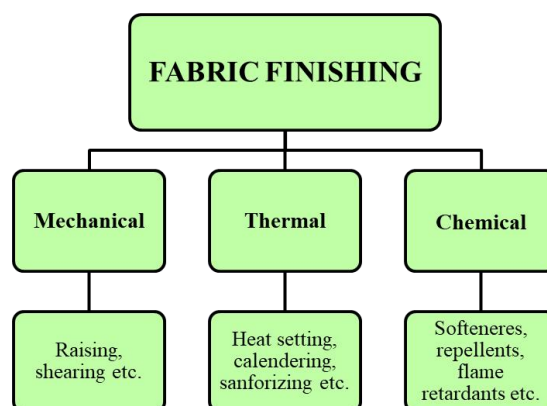 FABRIC FINISHING
Mechanical
Thermal
Chemical
Raising,
shearing etc.
Heat setting,
calendering,
sanforizing etc.
Softeneres,
repellents,
flame
retardants etc.